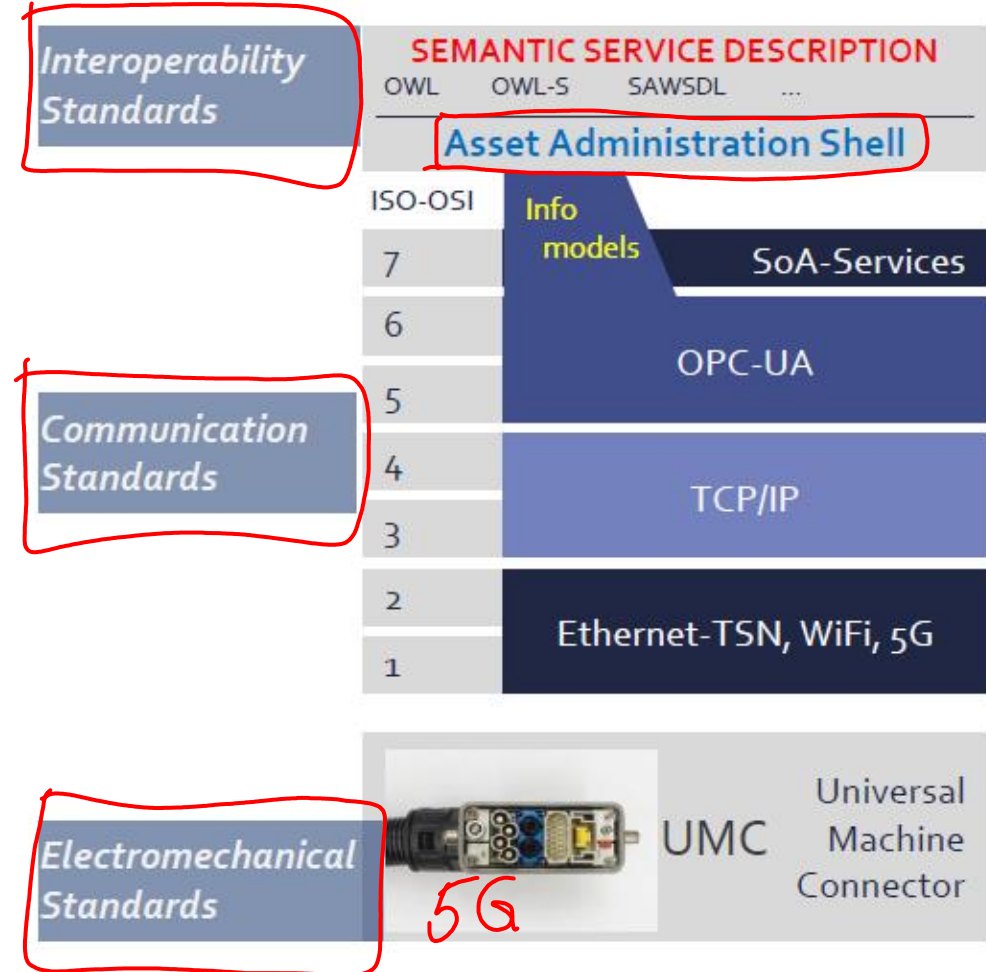 Interoperability
Standards
SEMANTIC SERVICE DESCRIPTION
OWL OWL-S SAWSDL ...
Asset Administration Shell
ISO-OSI
Info
models
7
SoA-Services
6
OPC-UA
5
Communication
Standards
4
TCP/IP
3
2
Ethernet-TSN, WiFi, 5G
1
Electromechanical
Standards
5G
UMC
Universal
Machine
Connector